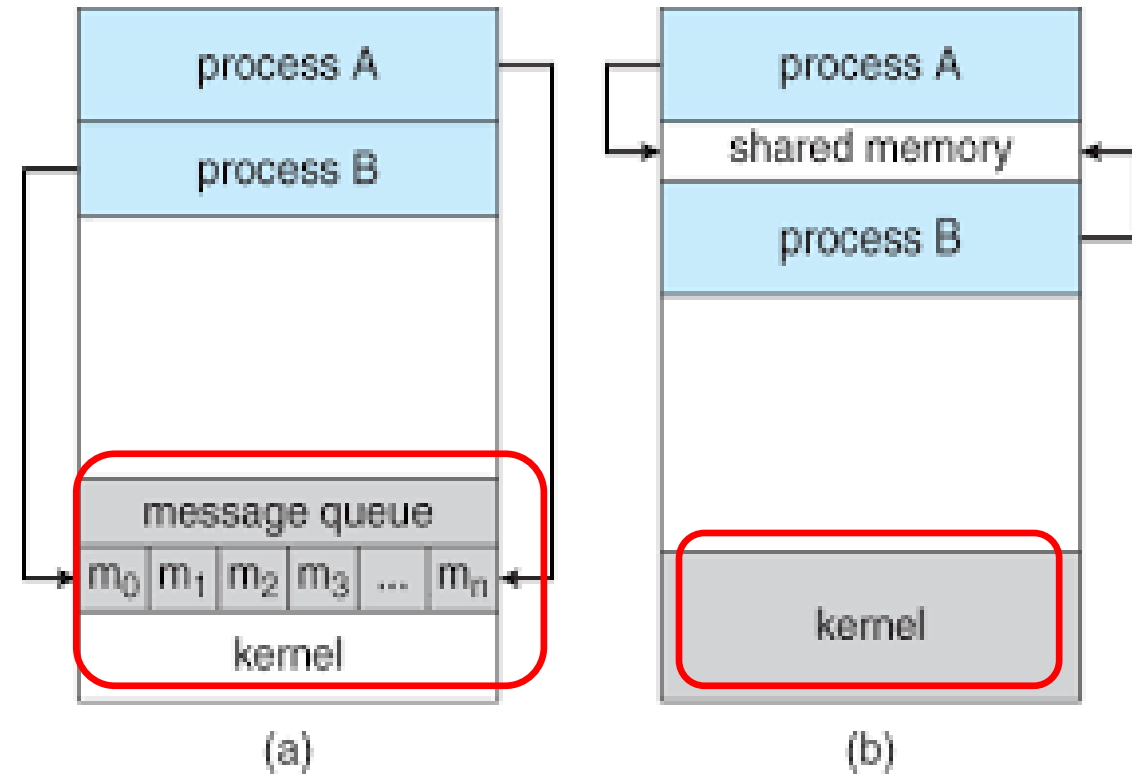 process A
process B
message queue
m₀ m₁ m₂ m₃ ... mₙ
kernel
(a)
process A
shared memory
process B
kernel
(b)